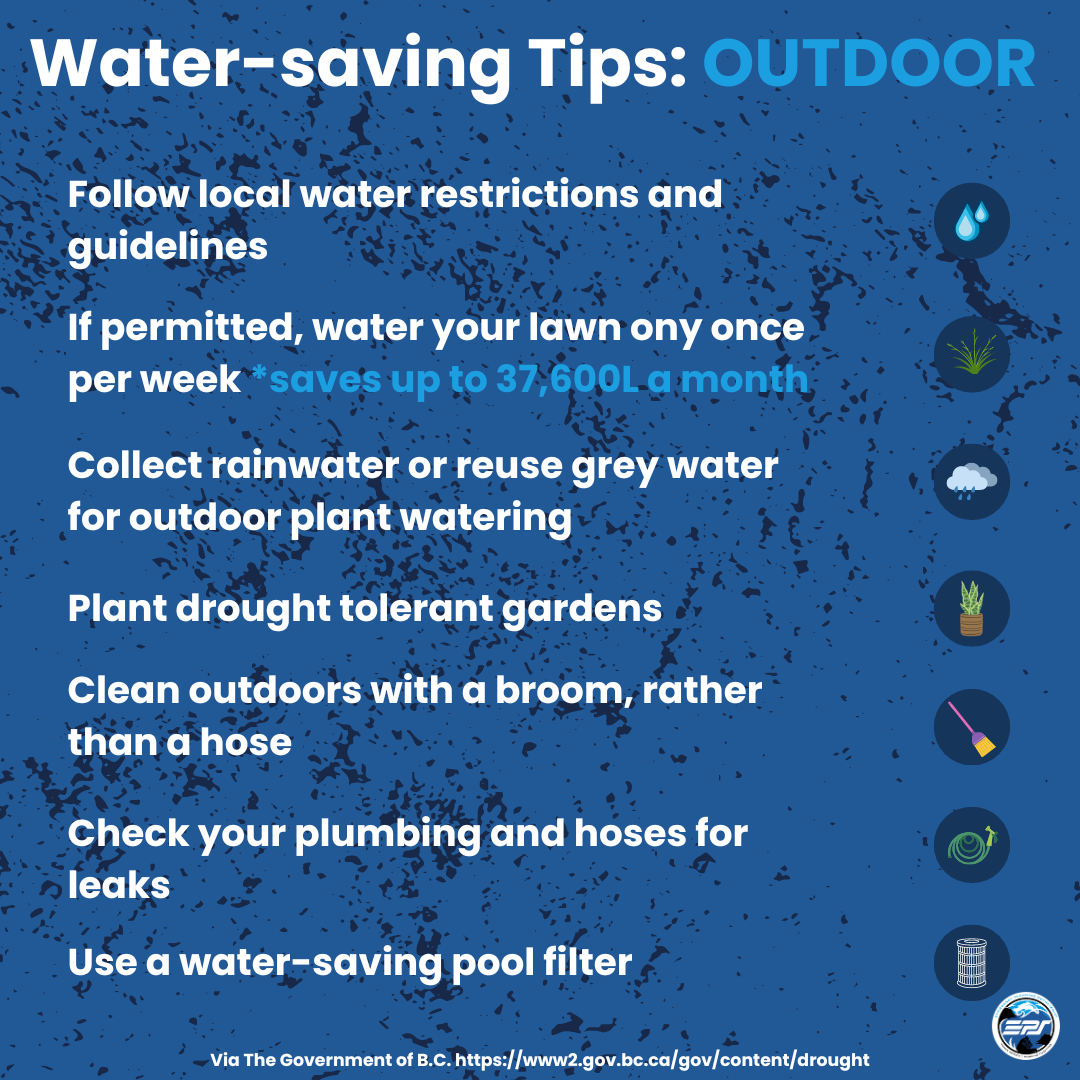 Water-saving Tips: OUTDOOR
Follow local water restrictions and
guidelines
If permitted, water your lawn ony once
per week *saves up to 37,600L a month
Collect rainwater or reuse grey water
for outdoor plant watering
Plant drought tolerant gardens
Clean outdoors with a broom, rather
than a hose
Check your plumbing and hoses for
leaks
Use a water-saving pool filter
Via The Government of B.C. https://www2.gov.bc.ca/gov/content/drought